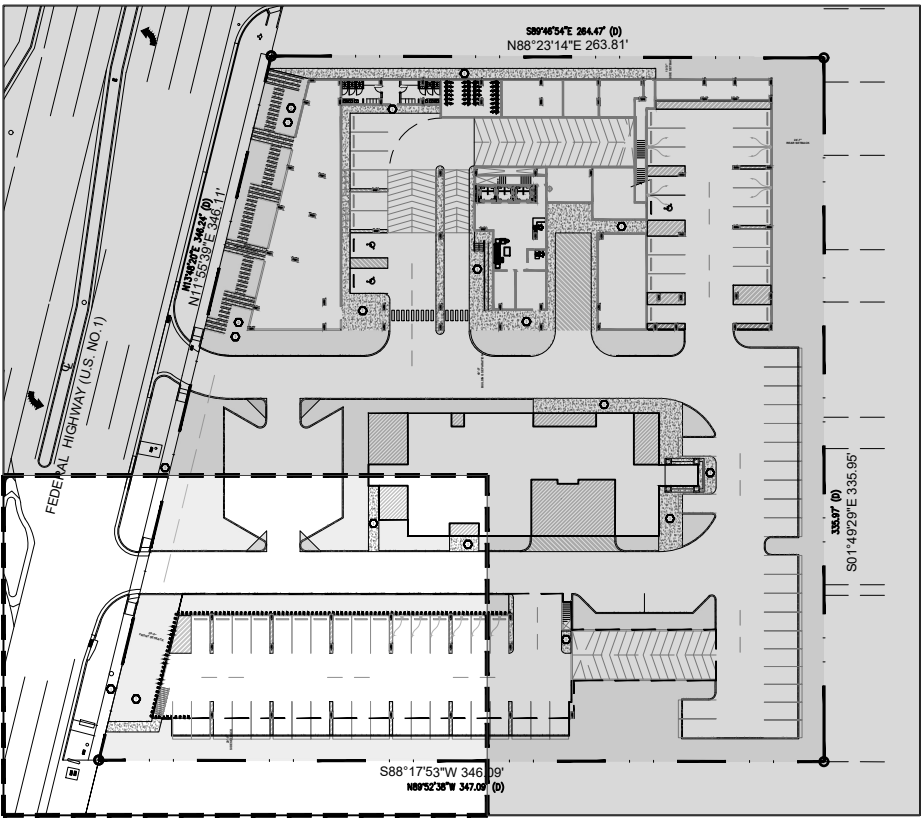 S89°46'54"E 264.47' (D)
N88°23'14"E 263.81'
N13°46'20"E 346.24' (D)
N11°55'39"E 346.11'
FEDERAL HIGHWAY (U.S. NO.1)
335.97' (D)
S01°49'29"E 335.95'
S88°17'53"W 346.09'
N89°52'38"W 347.09' (D)